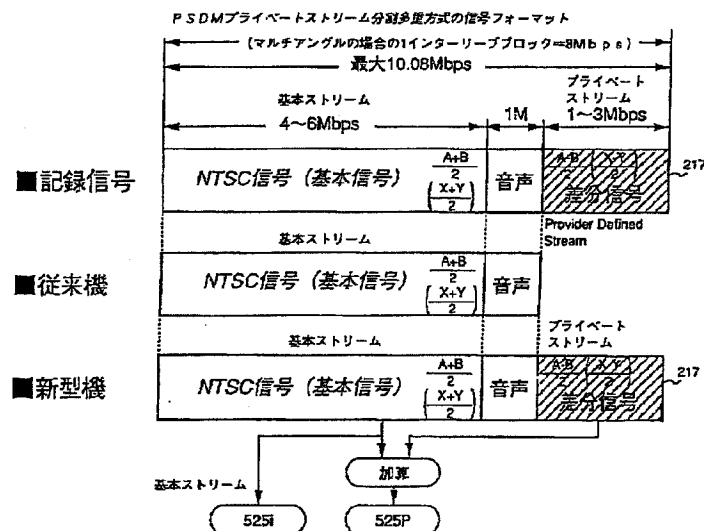 PSDMプライベートストリーム分割多重方式の信号フォーマット
(マルチアングルの場合の1インターリーブブロック=8Mbps)
最大10.08Mbps
基本ストリーム
4~6Mbps
1M
プライベート
ストリーム
1~3Mbps
■記録信号
NTSC信号(基本信号)
A+B
2
(X+Y
2)
音声
A-B
2
(X-Y
2)
差分信号
217
Provider Defined
Stream
基本ストリーム
■従来機
NTSC信号(基本信号)
A+B
2
(X+Y
2)
音声
基本ストリーム
プライベート
ストリーム
■新型機
NTSC信号(基本信号)
A+B
2
(X+Y
2)
音声
A-B
2
(X-Y
2)
差分信号
217
加算
基本ストリーム
525I
525P